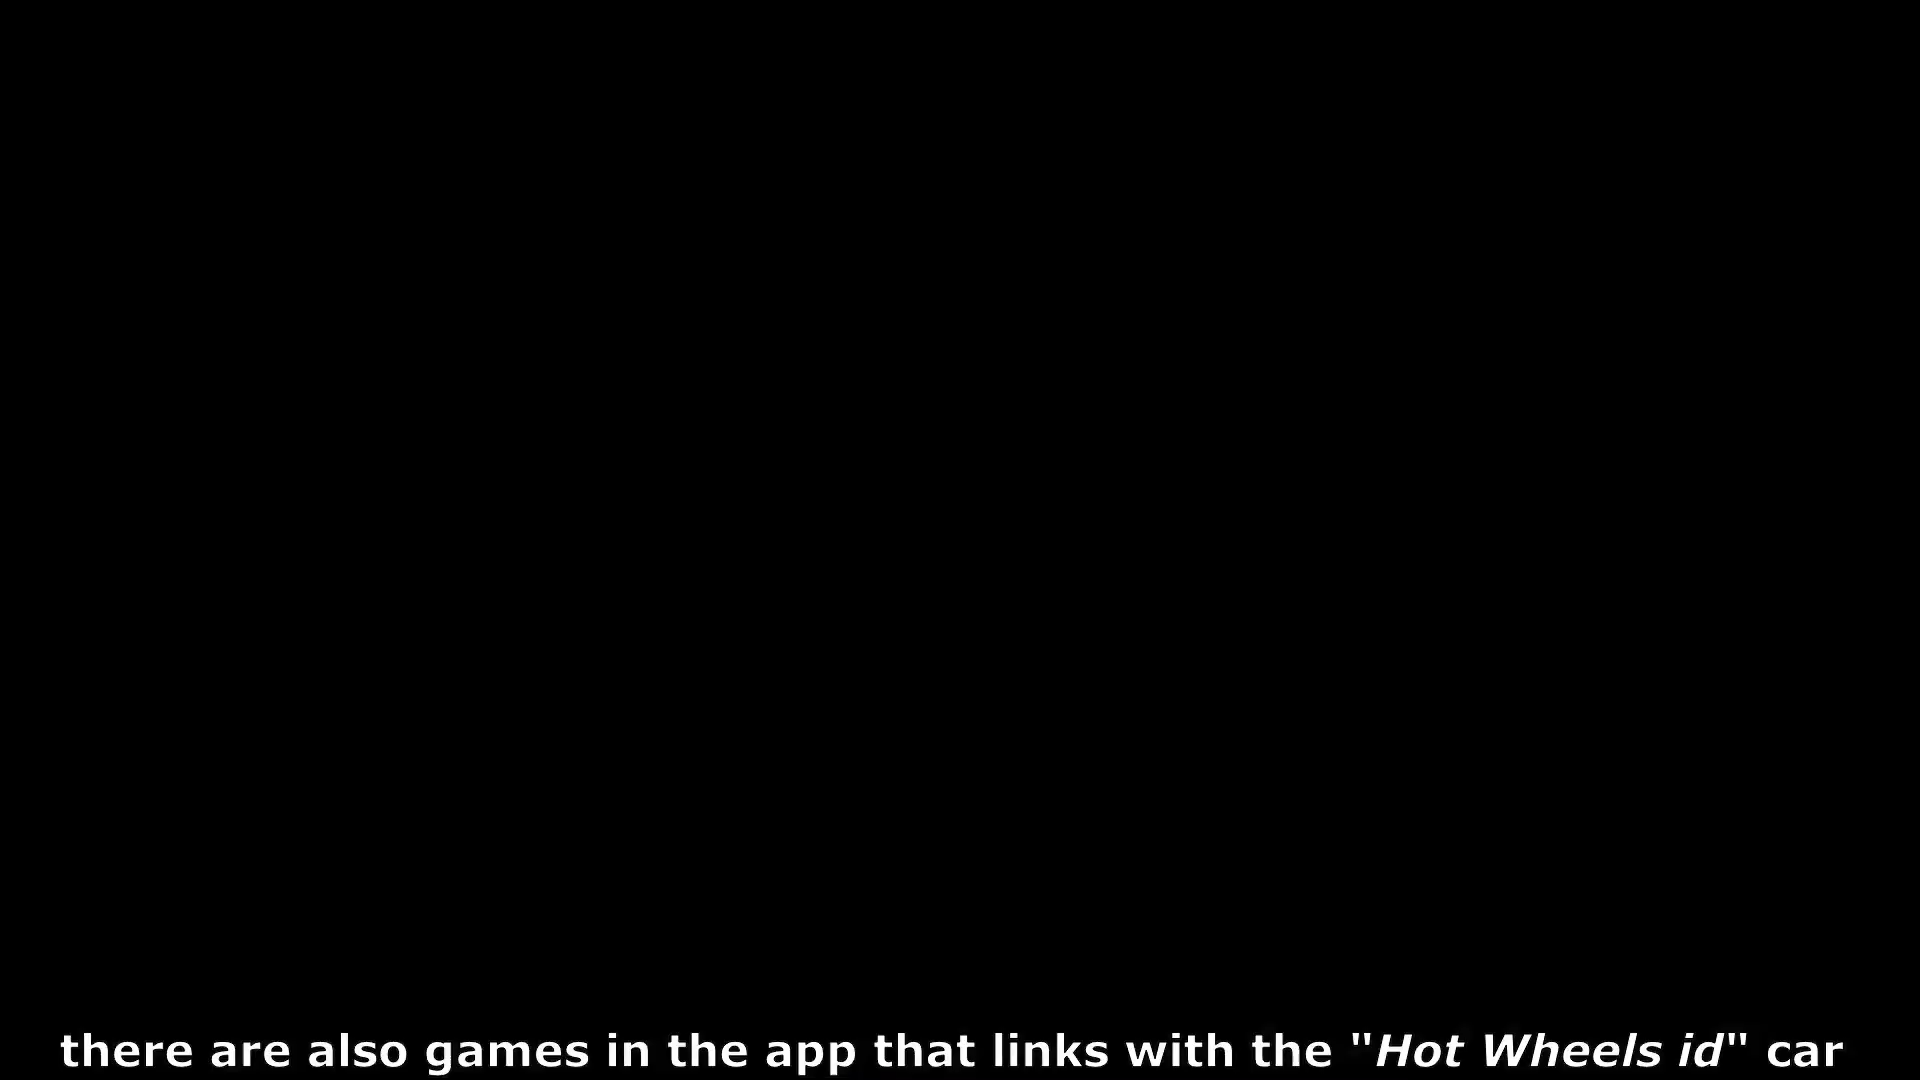 there are also games in the app that links with the "Hot Wheels id" car